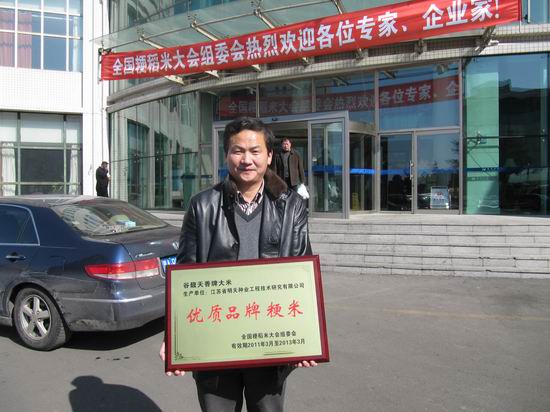 全国粳稻米大会组委会热烈欢迎各位专家、企业家!
谷馥天香牌大米
生产单位:江苏省明天种业工程技术研究有限公司
优质品牌粳米
全国粳稻米大会组委会
有效期2011年3月至2013年3月